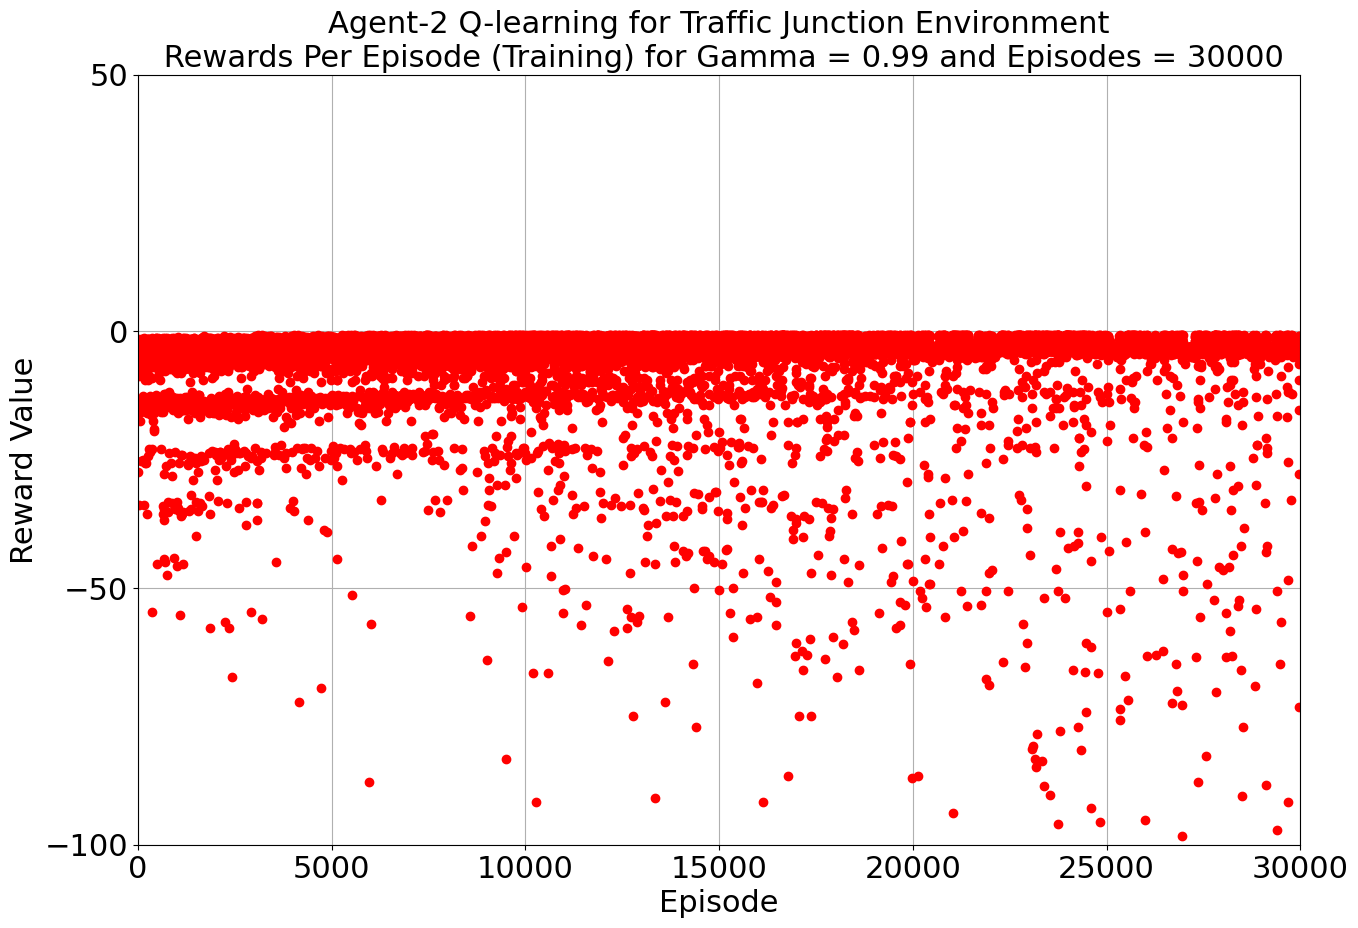 Agent-2 Q-learning for Traffic Junction Environment
Rewards Per Episode (Training) for Gamma = 0.99 and Episodes = 30000
50
0
−50
−100
Reward Value
0 5000 10000 15000 20000 25000 30000
Episode